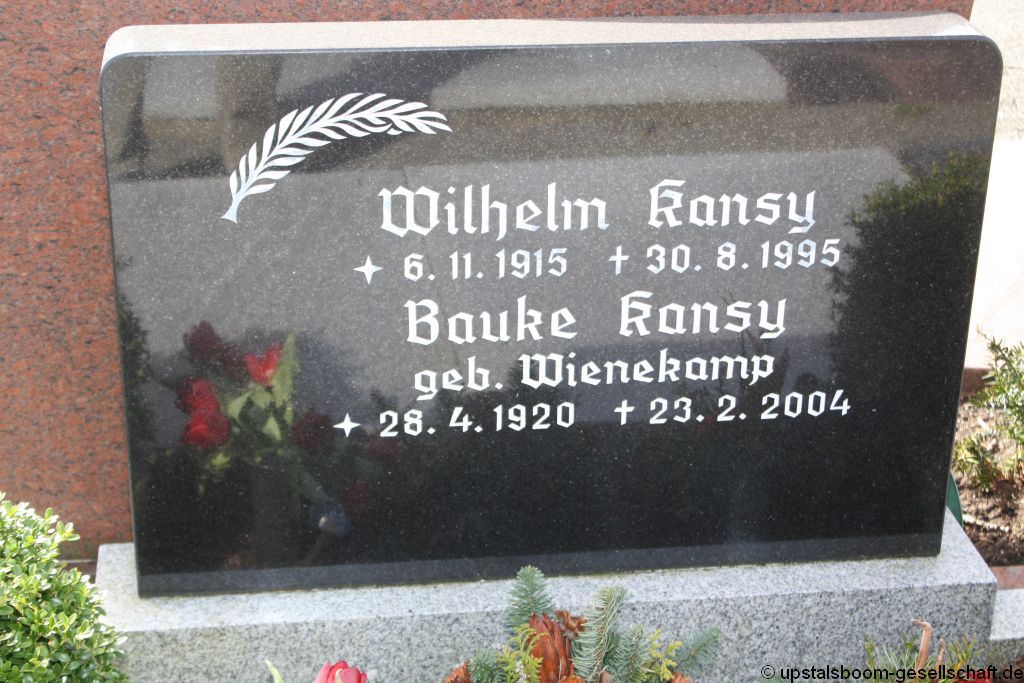 Wilhelm Kansy
6. 11. 1915 † 30. 8. 1995
Bauke Kansy
geb. Wienekamp
28. 4. 1920 † 23. 2. 2004
© upstalsboom-gesellschaft.de